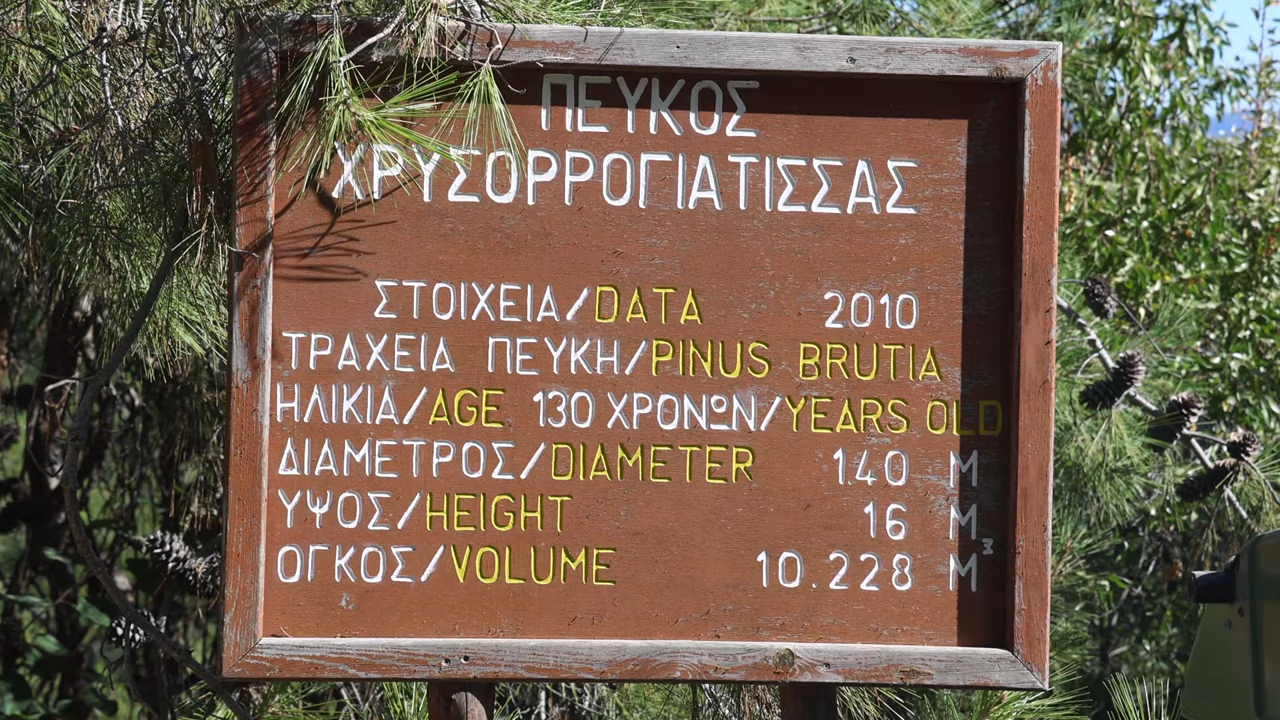 ΠΕΥΚΟΣ
ΧΡΥΣΟΡΡΟΓΙΑΤΙΣΣΑΣ
ΣΤΟΙΧΕΙΑ/DATA 2010
ΤΡΑΧΕΙΑ ΠΕΥΚΗ/PINUS BRUTIA
ΗΛΙΚΙΑ/AGE 130 ΧΡΟΝΩΝ/YEARS OLD
ΔΙΑΜΕΤΡΟΣ/DIAMETER 1.40 M
ΥΨΟΣ/HEIGHT 16 M
ΟΓΚΟΣ/VOLUME 10.228 M³